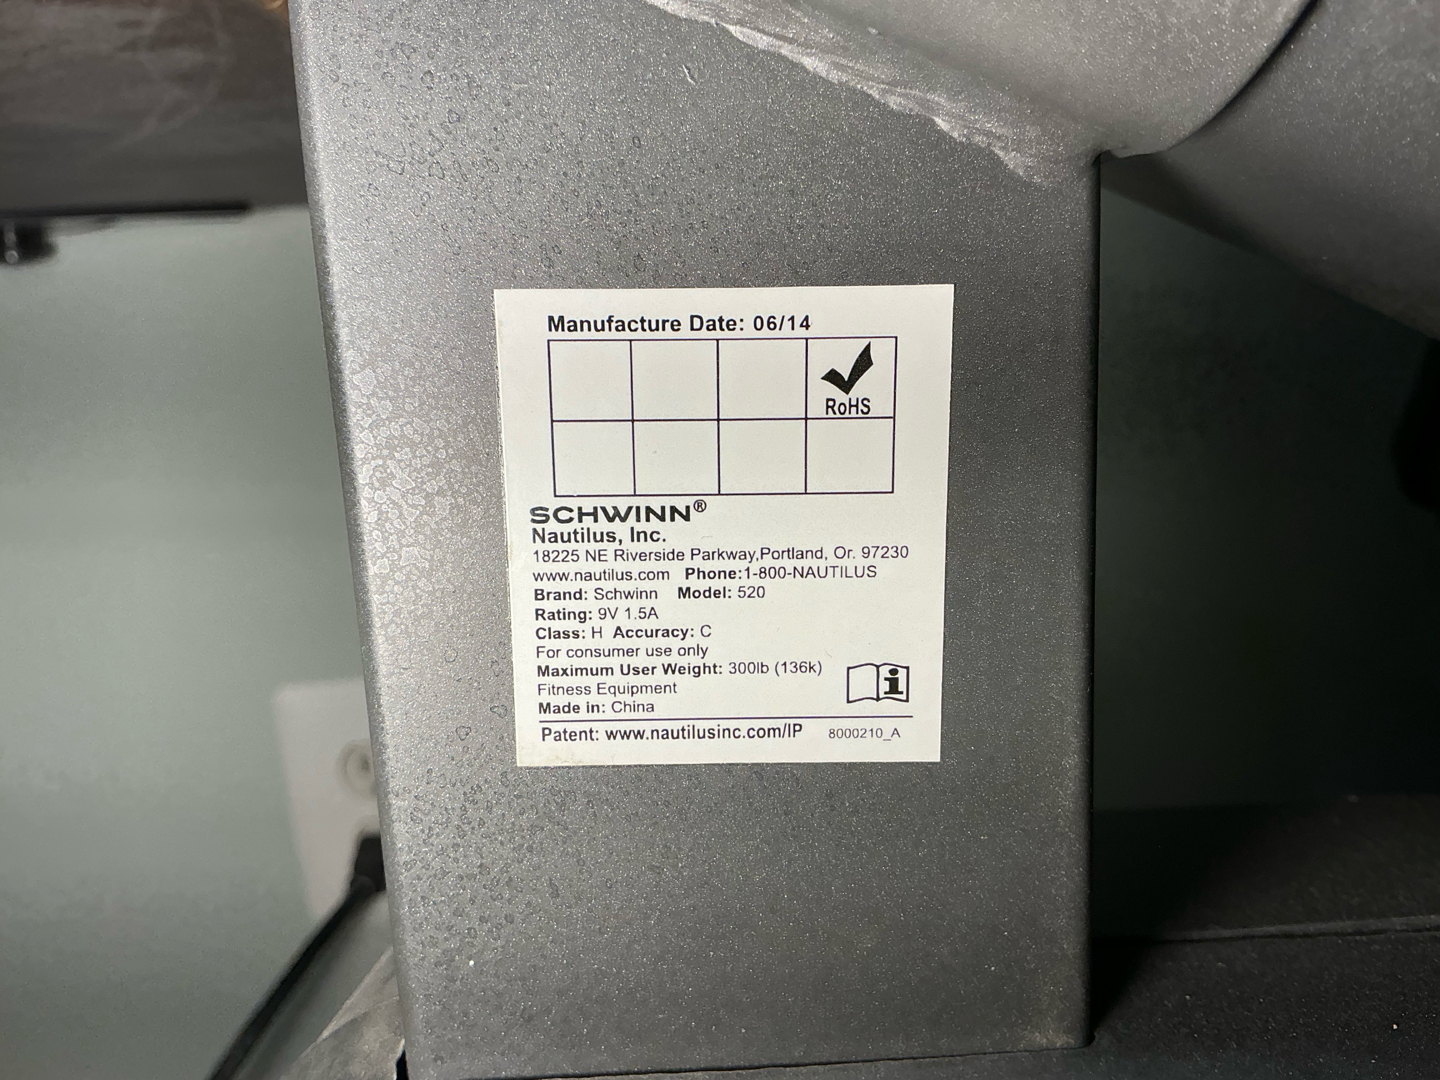 Manufacture Date: 06/14
RoHS
SCHWINN®
Nautilus, Inc.
18225 NE Riverside Parkway,Portland, Or. 97230
www.nautilus.com Phone:1-800-NAUTILUS
Brand: Schwinn Model: 520
Rating: 9V 1.5A
Class: H Accuracy: C
For consumer use only
Maximum User Weight: 300lb (136k)
Fitness Equipment
Made in: China
Patent: www.nautilusinc.com/IP 8000210_A